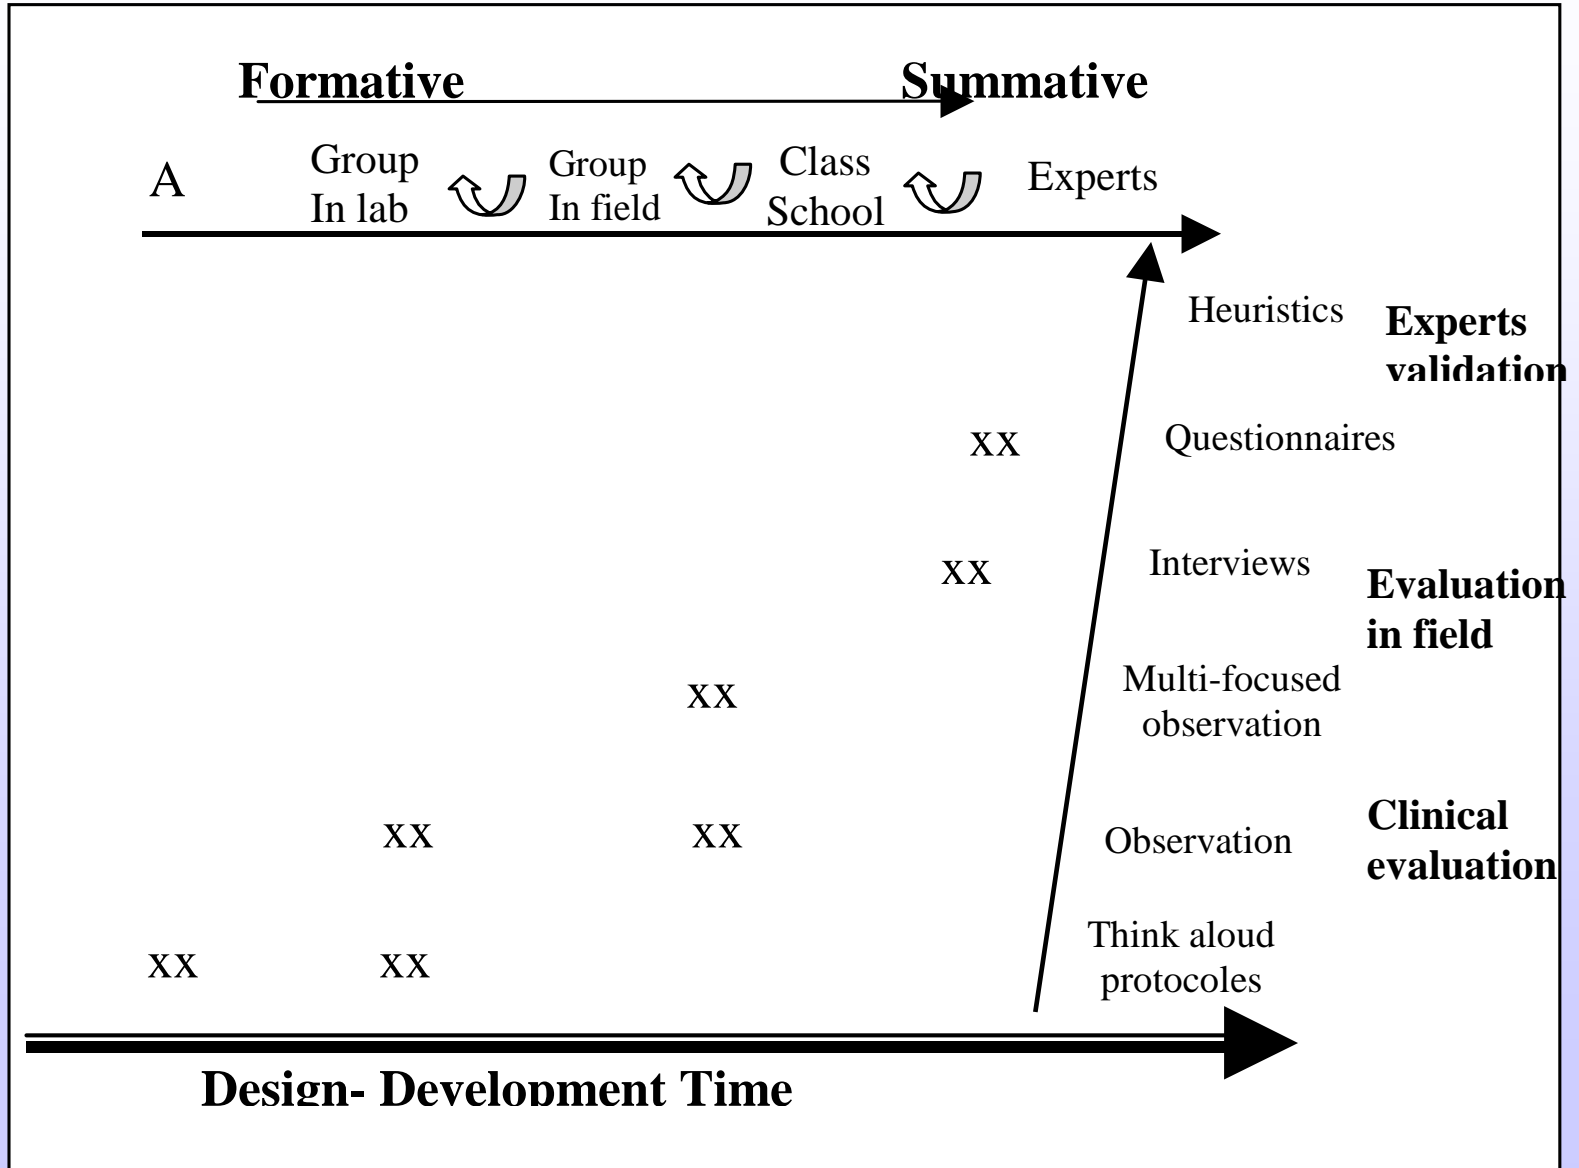 Formative Summative
A Group In lab Group In field Class School Experts
Heuristics Experts validation
xx Questionnaires
xx Interviews Evaluation in field
xx Multi-focused observation
xx xx Observation Clinical evaluation
xx xx Think aloud protocoles
Design- Development Time